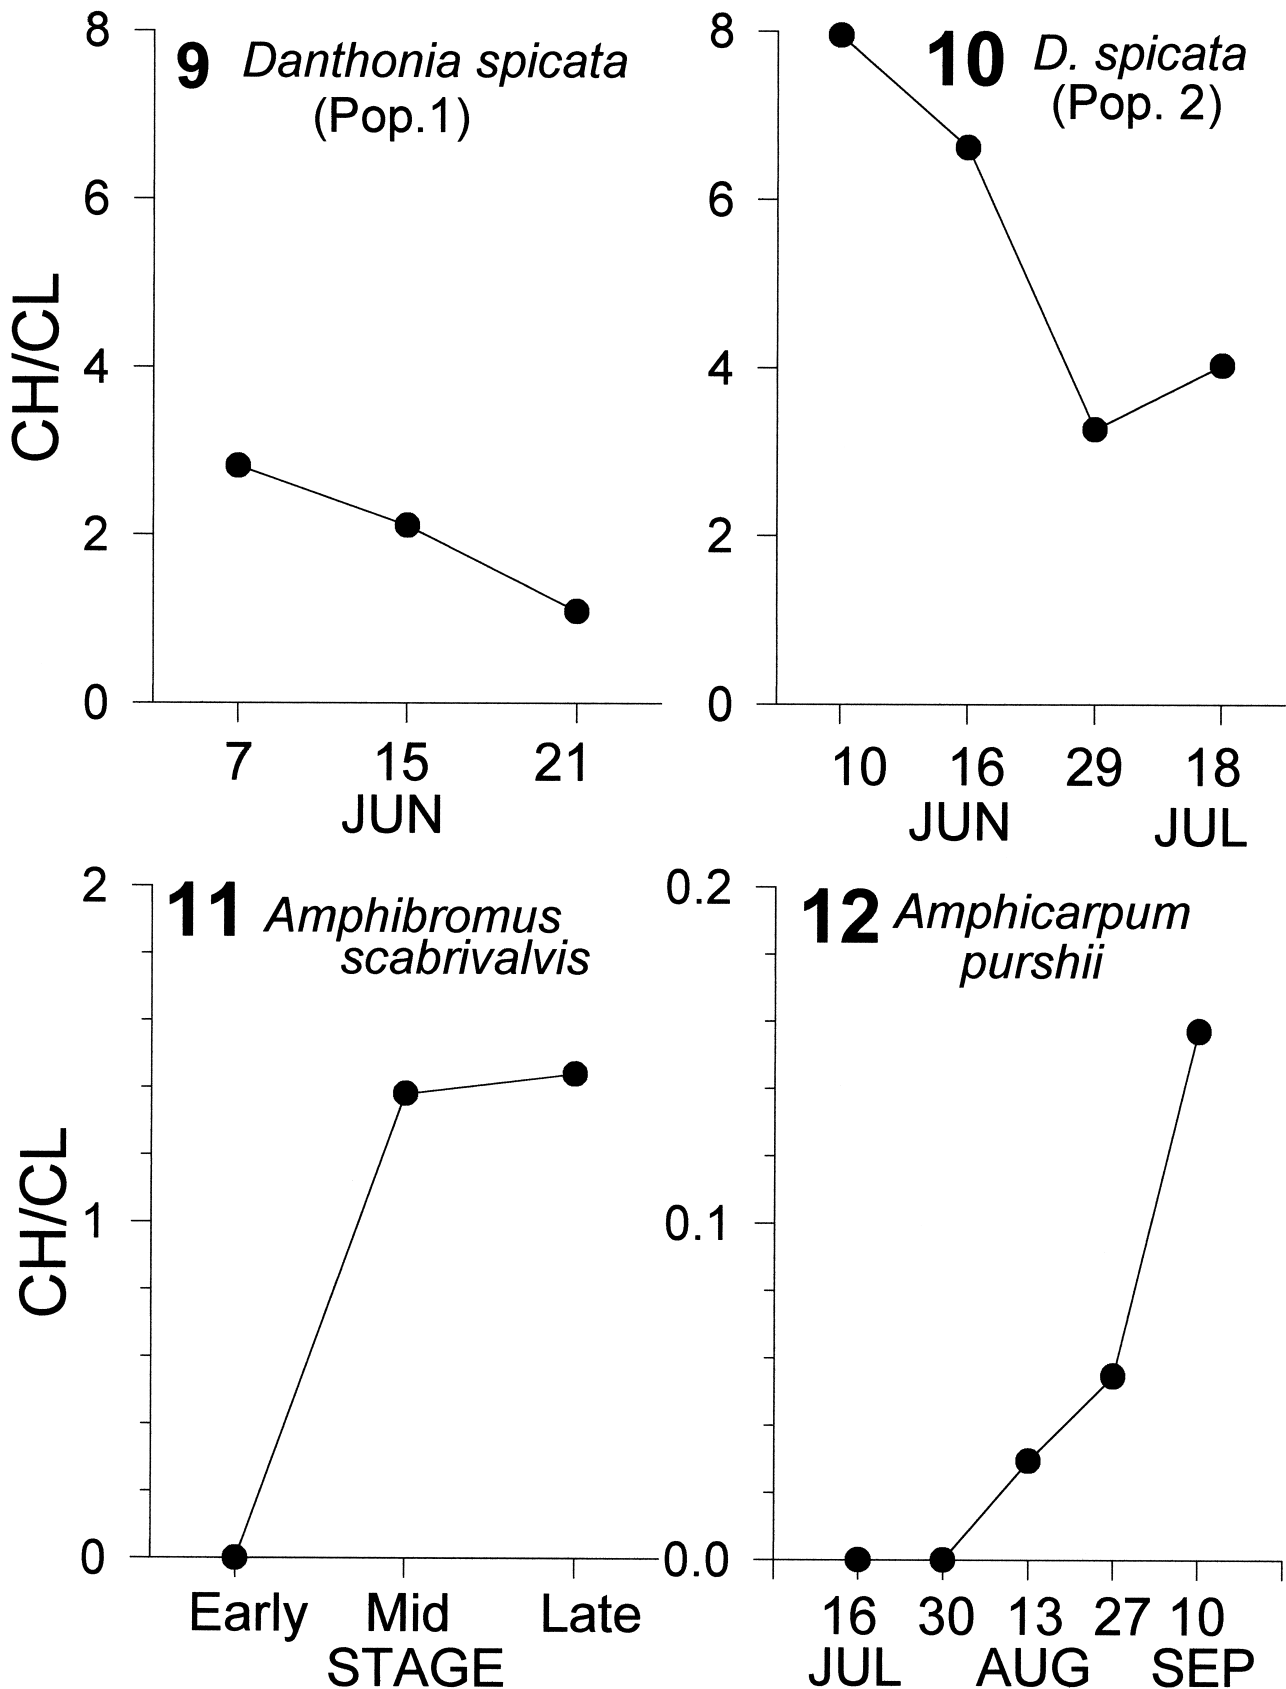 8
9 Danthonia spicata
(Pop.1)
6
4
2
0
CH/CL
7 15 21
JUN
8
10 D. spicata
(Pop. 2)
6
4
2
0
10 16 29 18
JUN JUL
2
11 Amphibromus
scabrivalvis
1
0
CH/CL
Early Mid Late
STAGE
0.2
12 Amphicarpum
purshii
0.1
0.0
16 30 13 27 10
JUL AUG SEP